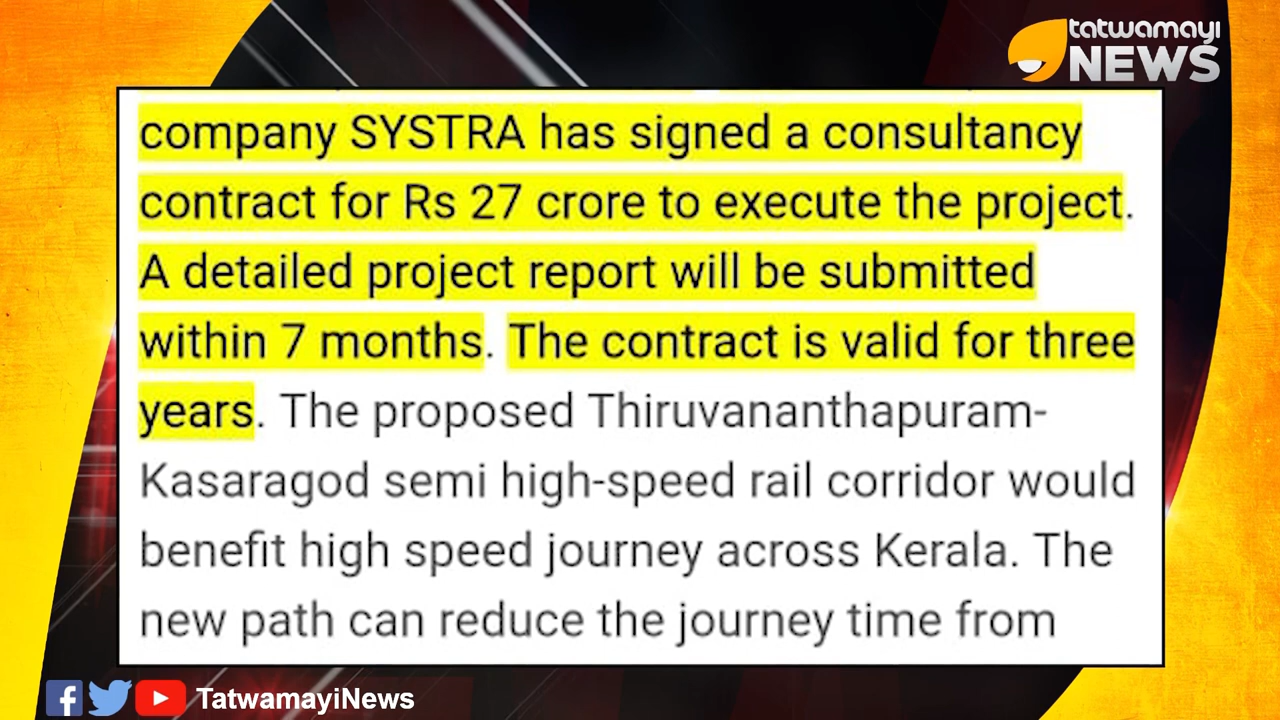 tatwamayi
NEWS
company SYSTRA has signed a consultancy
contract for Rs 27 crore to execute the project.
A detailed project report will be submitted
within 7 months. The contract is valid for three
years. The proposed Thiruvananthapuram-
Kasaragod semi high-speed rail corridor would
benefit high speed journey across Kerala. The
new path can reduce the journey time from
TatwamayiNews